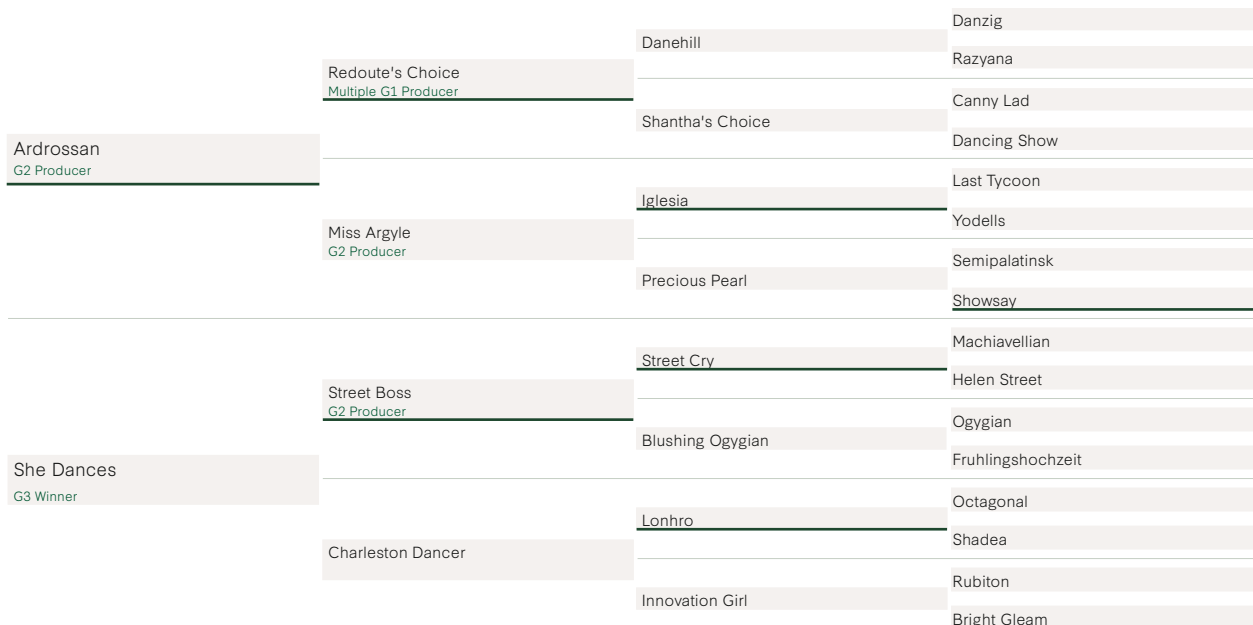 Danzig
Danehill
Razyana
Redoute's Choice
Multiple G1 Producer
Canny Lad
Shantha's Choice
Dancing Show
Ardrossan
G2 Producer
Last Tycoon
Iglesia
Yodells
Miss Argyle
G2 Producer
Semipalatinsk
Precious Pearl
Showsay
Machiavellian
Street Cry
Helen Street
Street Boss
G2 Producer
Ogygian
Blushing Ogygian
Fruhlingshochzeit
She Dances
G3 Winner
Octagonal
Lonhro
Shadea
Charleston Dancer
Rubiton
Innovation Girl
Bright Gleam